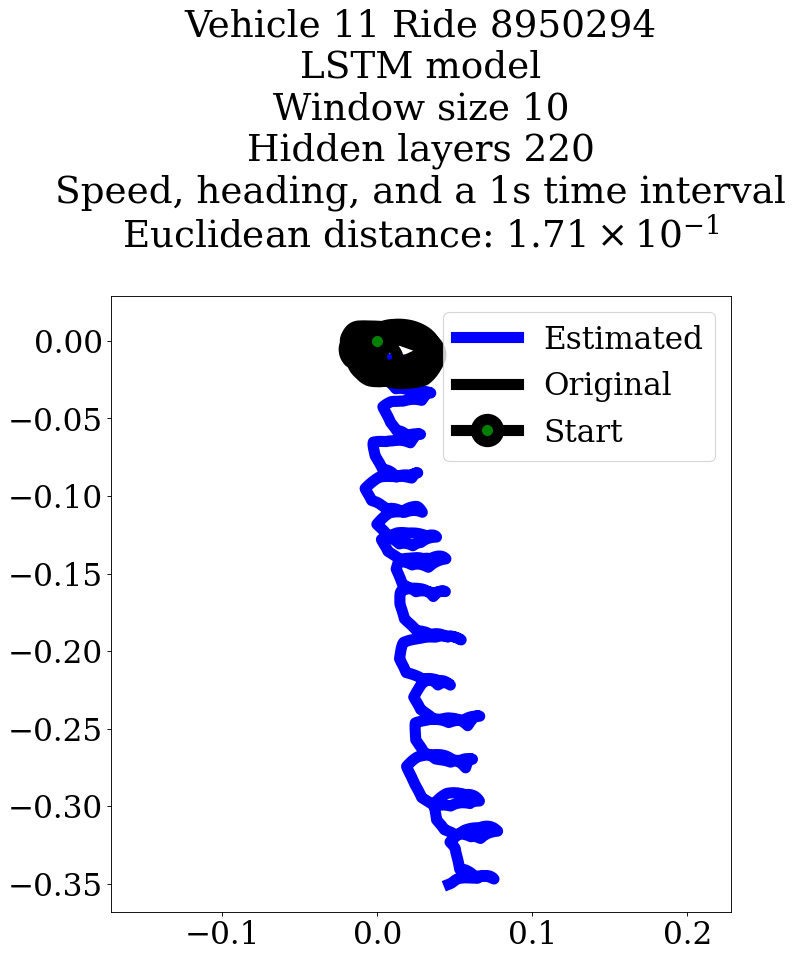 Vehicle 11 Ride 8950294
LSTM model
Window size 10
Hidden layers 220
Speed, heading, and a 1s time interval
Euclidean distance: 1.71 × 10⁻¹
Estimated
Original
Start
0.00
−0.05
−0.10
−0.15
−0.20
−0.25
−0.30
−0.35
−0.1 0.0 0.1 0.2